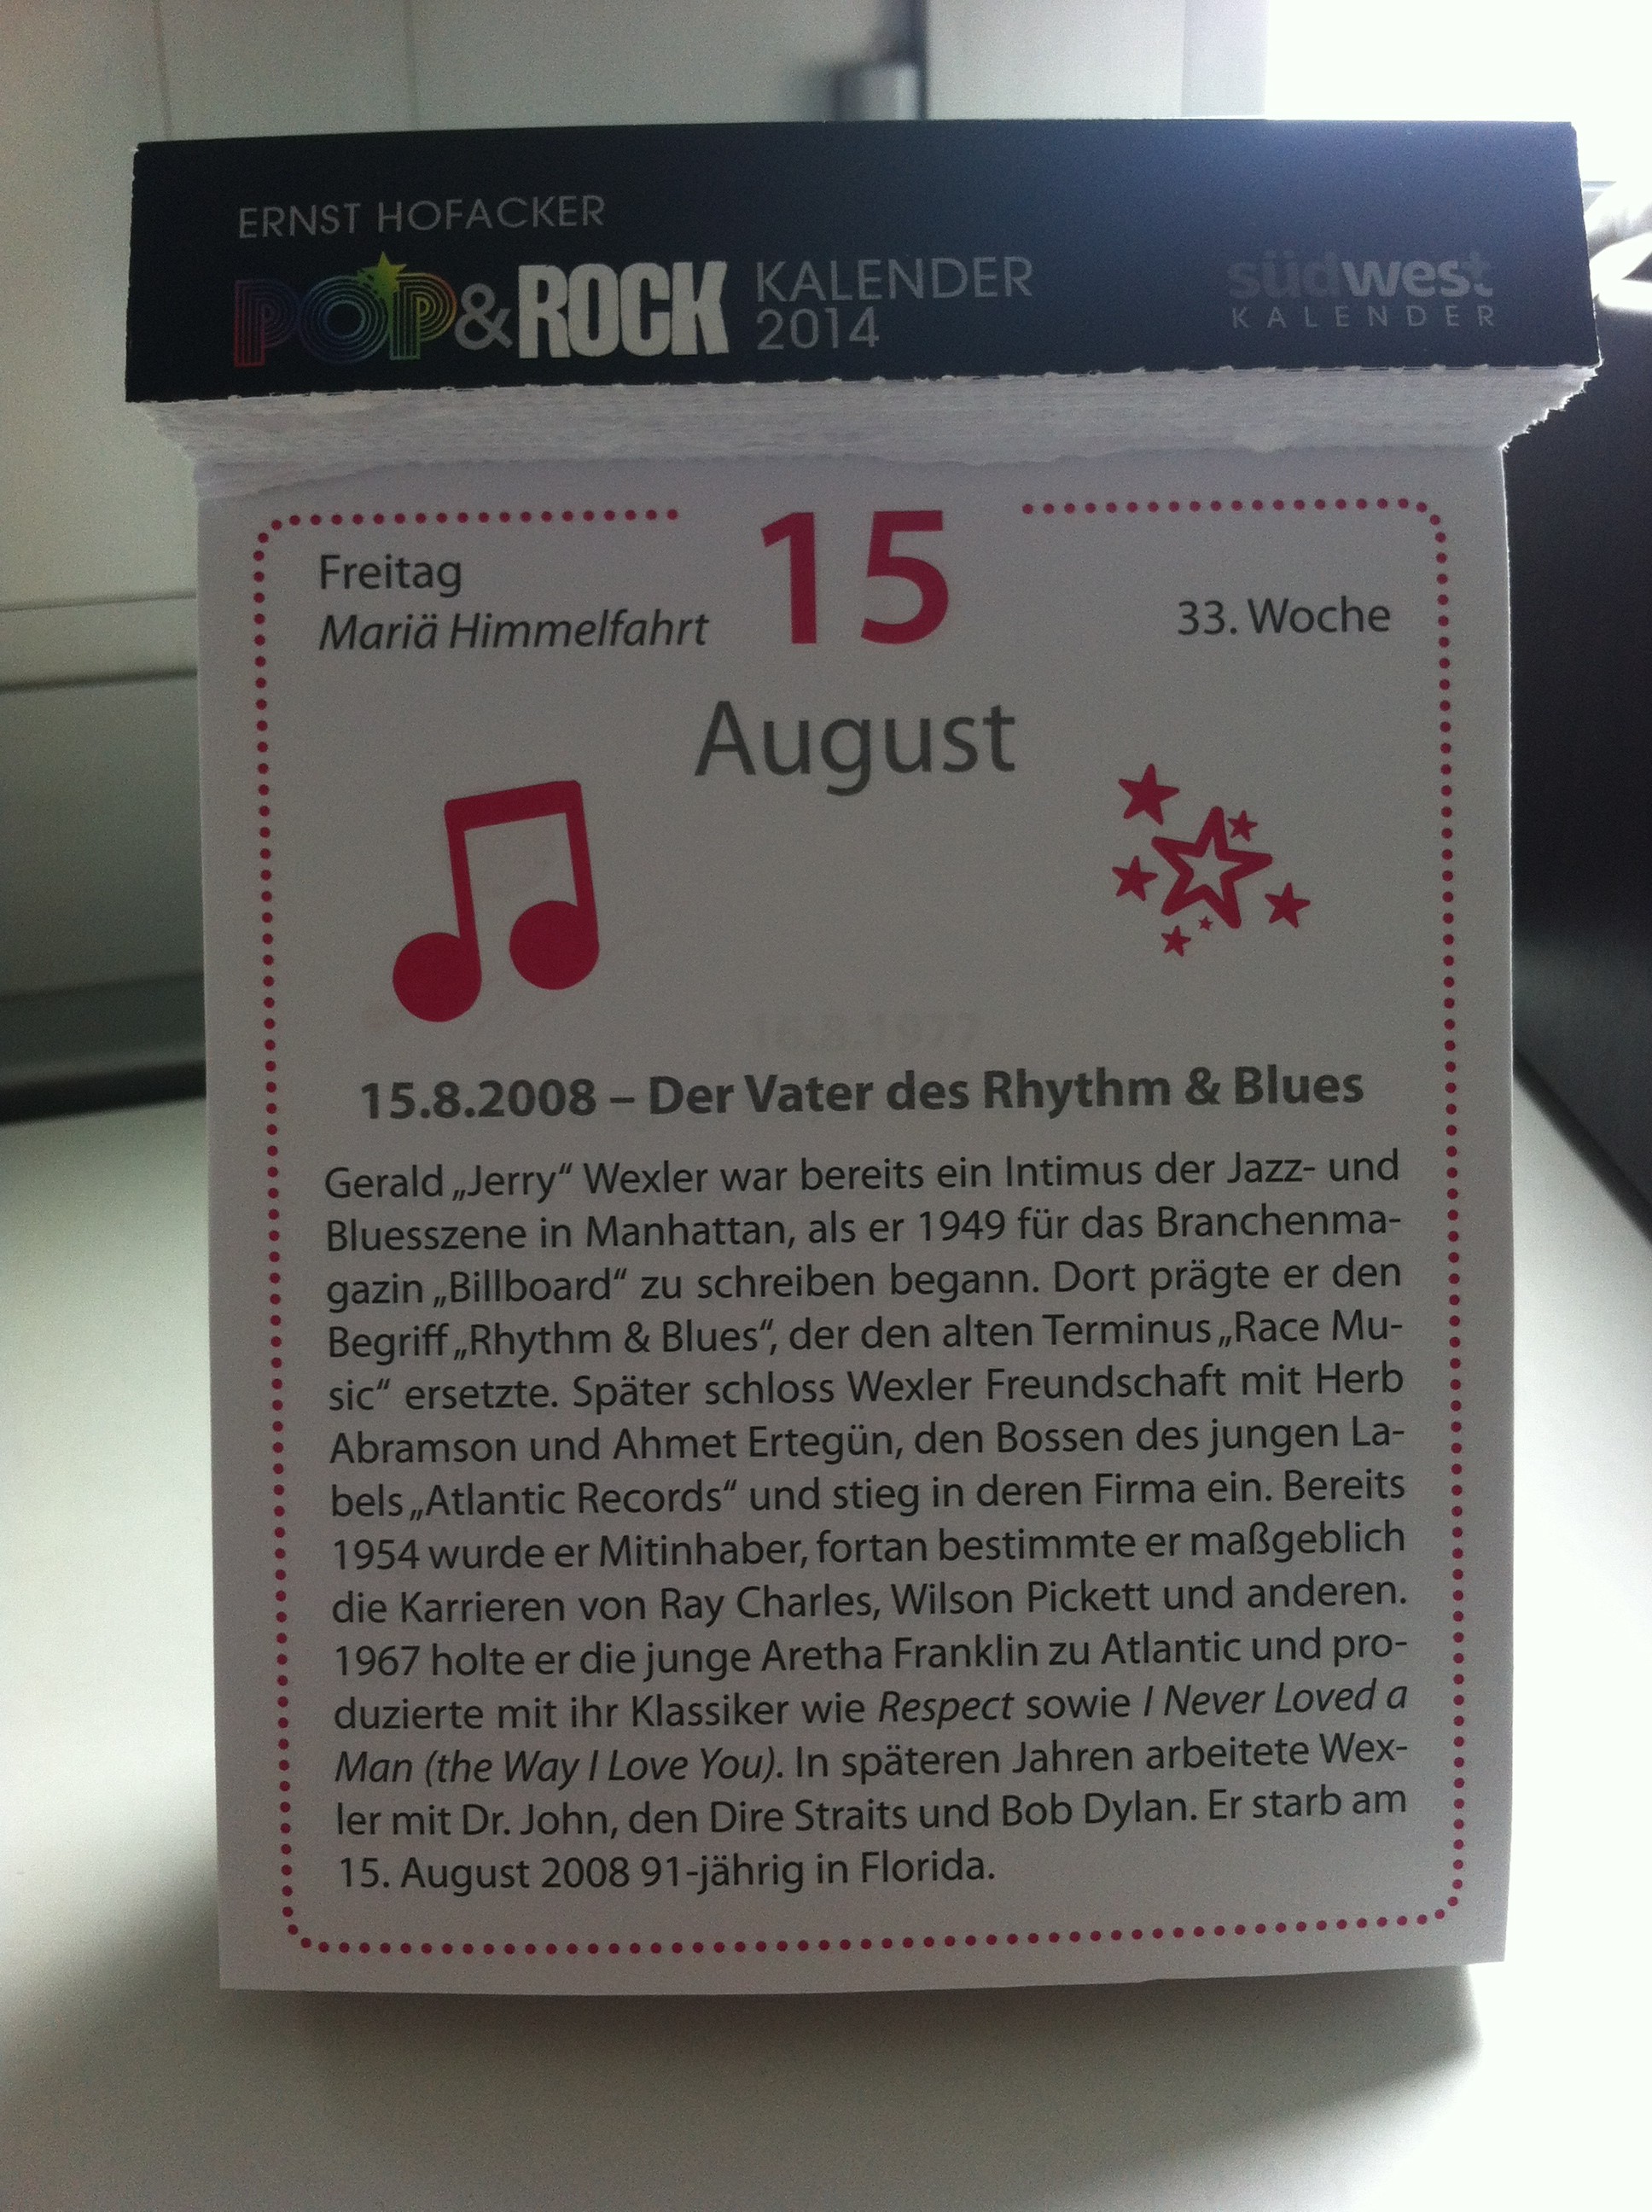 ERNST HOFACKER
POP&ROCK KALENDER 2014
südwest
KALENDER
Freitag
Mariä Himmelfahrt
15
33. Woche
August
16.8.1977
15.8.2008 – Der Vater des Rhythm & Blues
Gerald „Jerry“ Wexler war bereits ein Intimus der Jazz- und
Bluesszene in Manhattan, als er 1949 für das Branchenma-
gazin „Billboard“ zu schreiben begann. Dort prägte er den
Begriff „Rhythm & Blues“, der den alten Terminus „Race Mu-
sic“ ersetzte. Später schloss Wexler Freundschaft mit Herb
Abramson und Ahmet Ertegün, den Bossen des jungen La-
bels „Atlantic Records“ und stieg in deren Firma ein. Bereits
1954 wurde er Mitinhaber, fortan bestimmte er maßgeblich
die Karrieren von Ray Charles, Wilson Pickett und anderen.
1967 holte er die junge Aretha Franklin zu Atlantic und pro-
duzierte mit ihr Klassiker wie Respect sowie I Never Loved a
Man (the Way I Love You). In späteren Jahren arbeitete Wex-
ler mit Dr. John, den Dire Straits und Bob Dylan. Er starb am
15. August 2008 91-jährig in Florida.